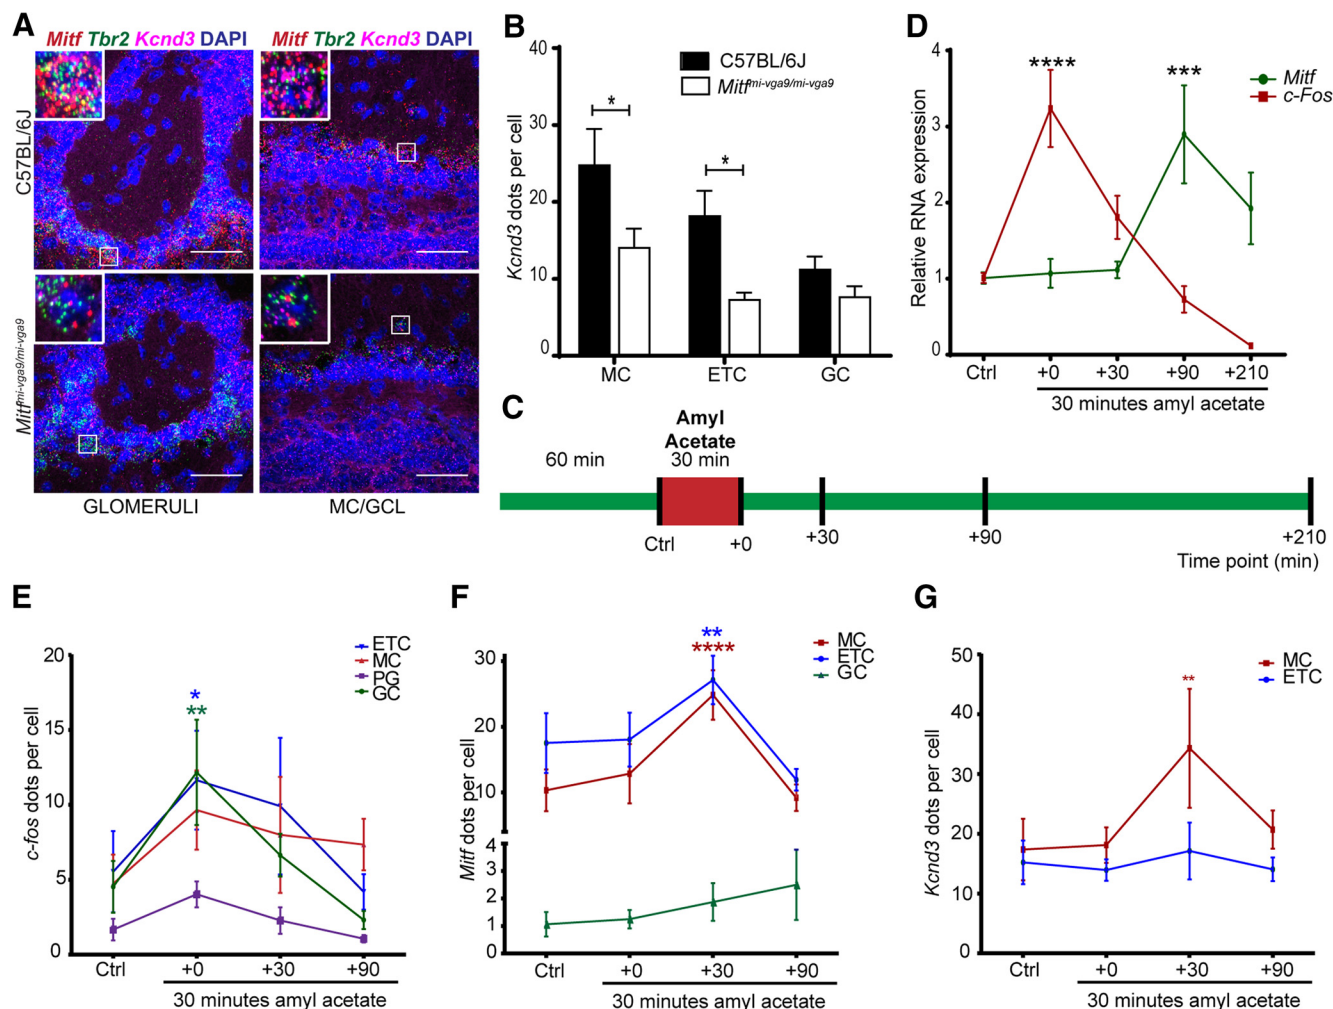 A
Mitf Tbr2 Kcnd3 DAPI
Mitf Tbr2 Kcnd3 DAPI
C57BL/6J
Mitfmi-vga9/mi-vga9
GLOMERULI
MC/GCL
B
Kcnd3 dots per cell
40
30
20
10
0
C57BL/6J
Mitfmi-vga9/mi-vga9
*
*
MC
ETC
GC
D
Relative RNA expression
4
3
2
1
0
****
***
Mitf
c-Fos
Ctrl
+0
+30
+90
+210
30 minutes amyl acetate
C
Amyl
Acetate
60 min
30 min
Ctrl
+0
+30
+90
+210
Time point (min)
E
c-fos dots per cell
20
15
10
5
0
*
**
ETC
MC
PG
GC
Ctrl
+0
+30
+90
30 minutes amyl acetate
F
Mitf dots per cell
30
20
10
4
3
2
1
0
**
****
MC
ETC
GC
Ctrl
+0
+30
+90
30 minutes amyl acetate
G
Kcnd3 dots per cell
50
40
30
20
10
0
**
MC
ETC
Ctrl
+0
+30
+90
30 minutes amyl acetate